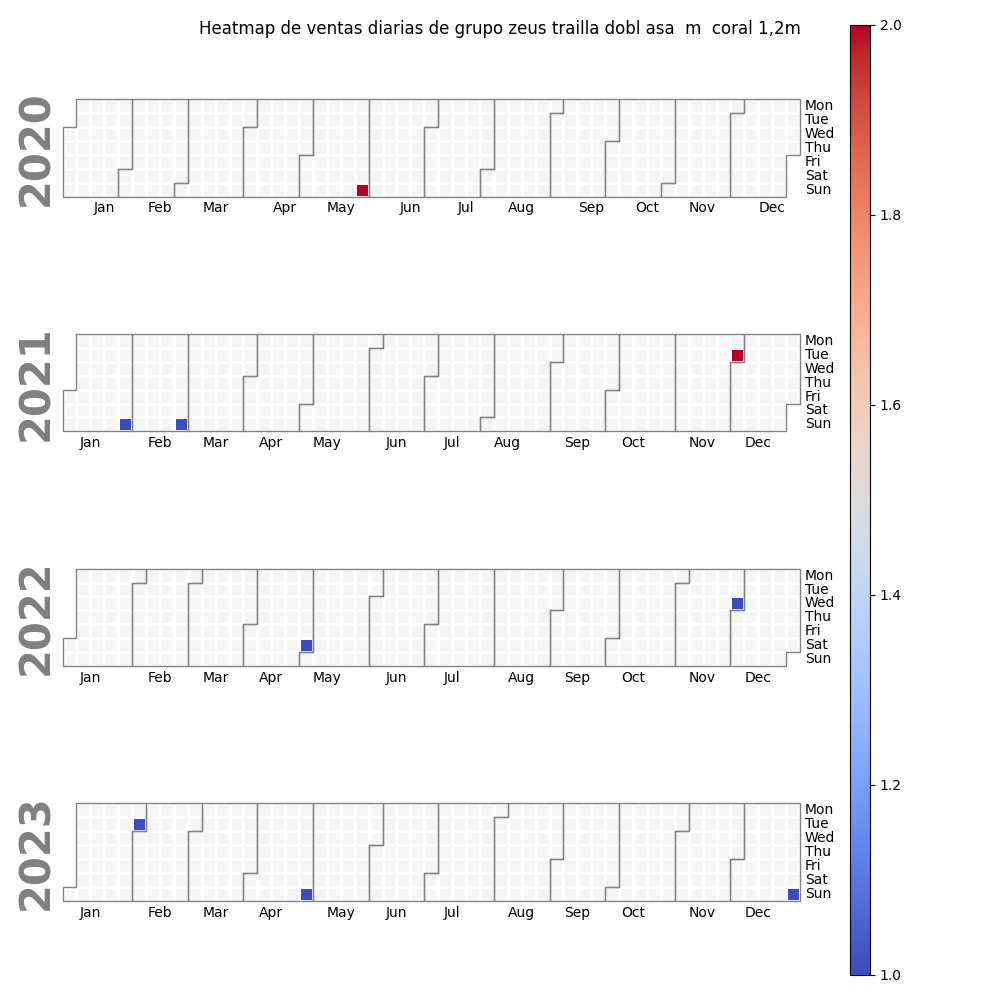 Heatmap de ventas diarias de grupo zeus trailla dobl asa  m  coral 1,2m
2020
Mon
Tue
Wed
Thu
Fri
Sat
Sun
Jan Feb Mar Apr May Jun Jul Aug Sep Oct Nov Dec
2021
Mon
Tue
Wed
Thu
Fri
Sat
Sun
Jan Feb Mar Apr May Jun Jul Aug Sep Oct Nov Dec
2022
Mon
Tue
Wed
Thu
Fri
Sat
Sun
Jan Feb Mar Apr May Jun Jul Aug Sep Oct Nov Dec
2023
Mon
Tue
Wed
Thu
Fri
Sat
Sun
Jan Feb Mar Apr May Jun Jul Aug Sep Oct Nov Dec
2.0
1.8
1.6
1.4
1.2
1.0